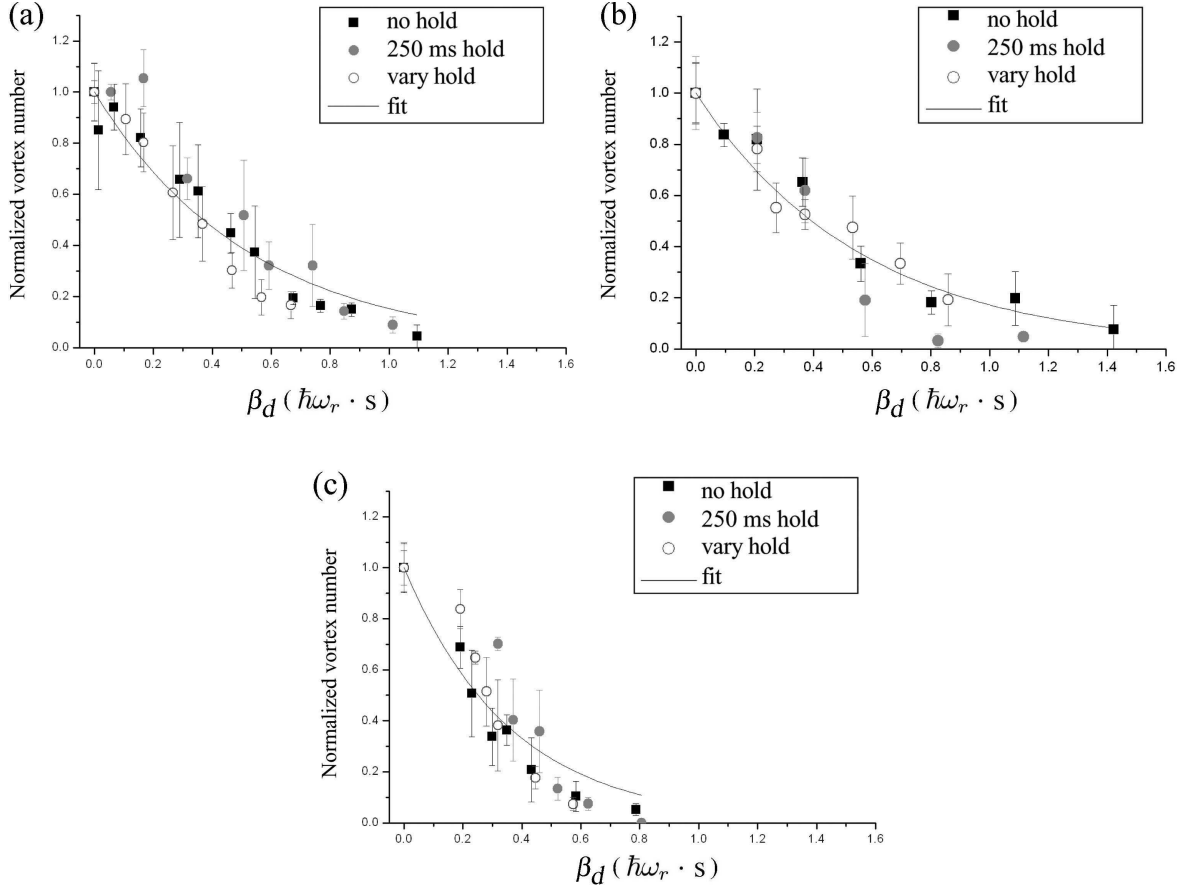 (a)
no hold
250 ms hold
vary hold
fit
Normalized vortex number
1.2
1.0
0.8
0.6
0.4
0.2
0.0
0.0 0.2 0.4 0.6 0.8 1.0 1.2 1.4 1.6
β_d (ℏω_r · s)
(b)
no hold
250 ms hold
vary hold
fit
Normalized vortex number
1.2
1.0
0.8
0.6
0.4
0.2
0.0
0.0 0.2 0.4 0.6 0.8 1.0 1.2 1.4 1.6
β_d (ℏω_r · s)
(c)
no hold
250 ms hold
vary hold
fit
Normalized vortex number
1.2
1.0
0.8
0.6
0.4
0.2
0.0
0.0 0.2 0.4 0.6 0.8 1.0 1.2 1.4 1.6
β_d (ℏω_r · s)